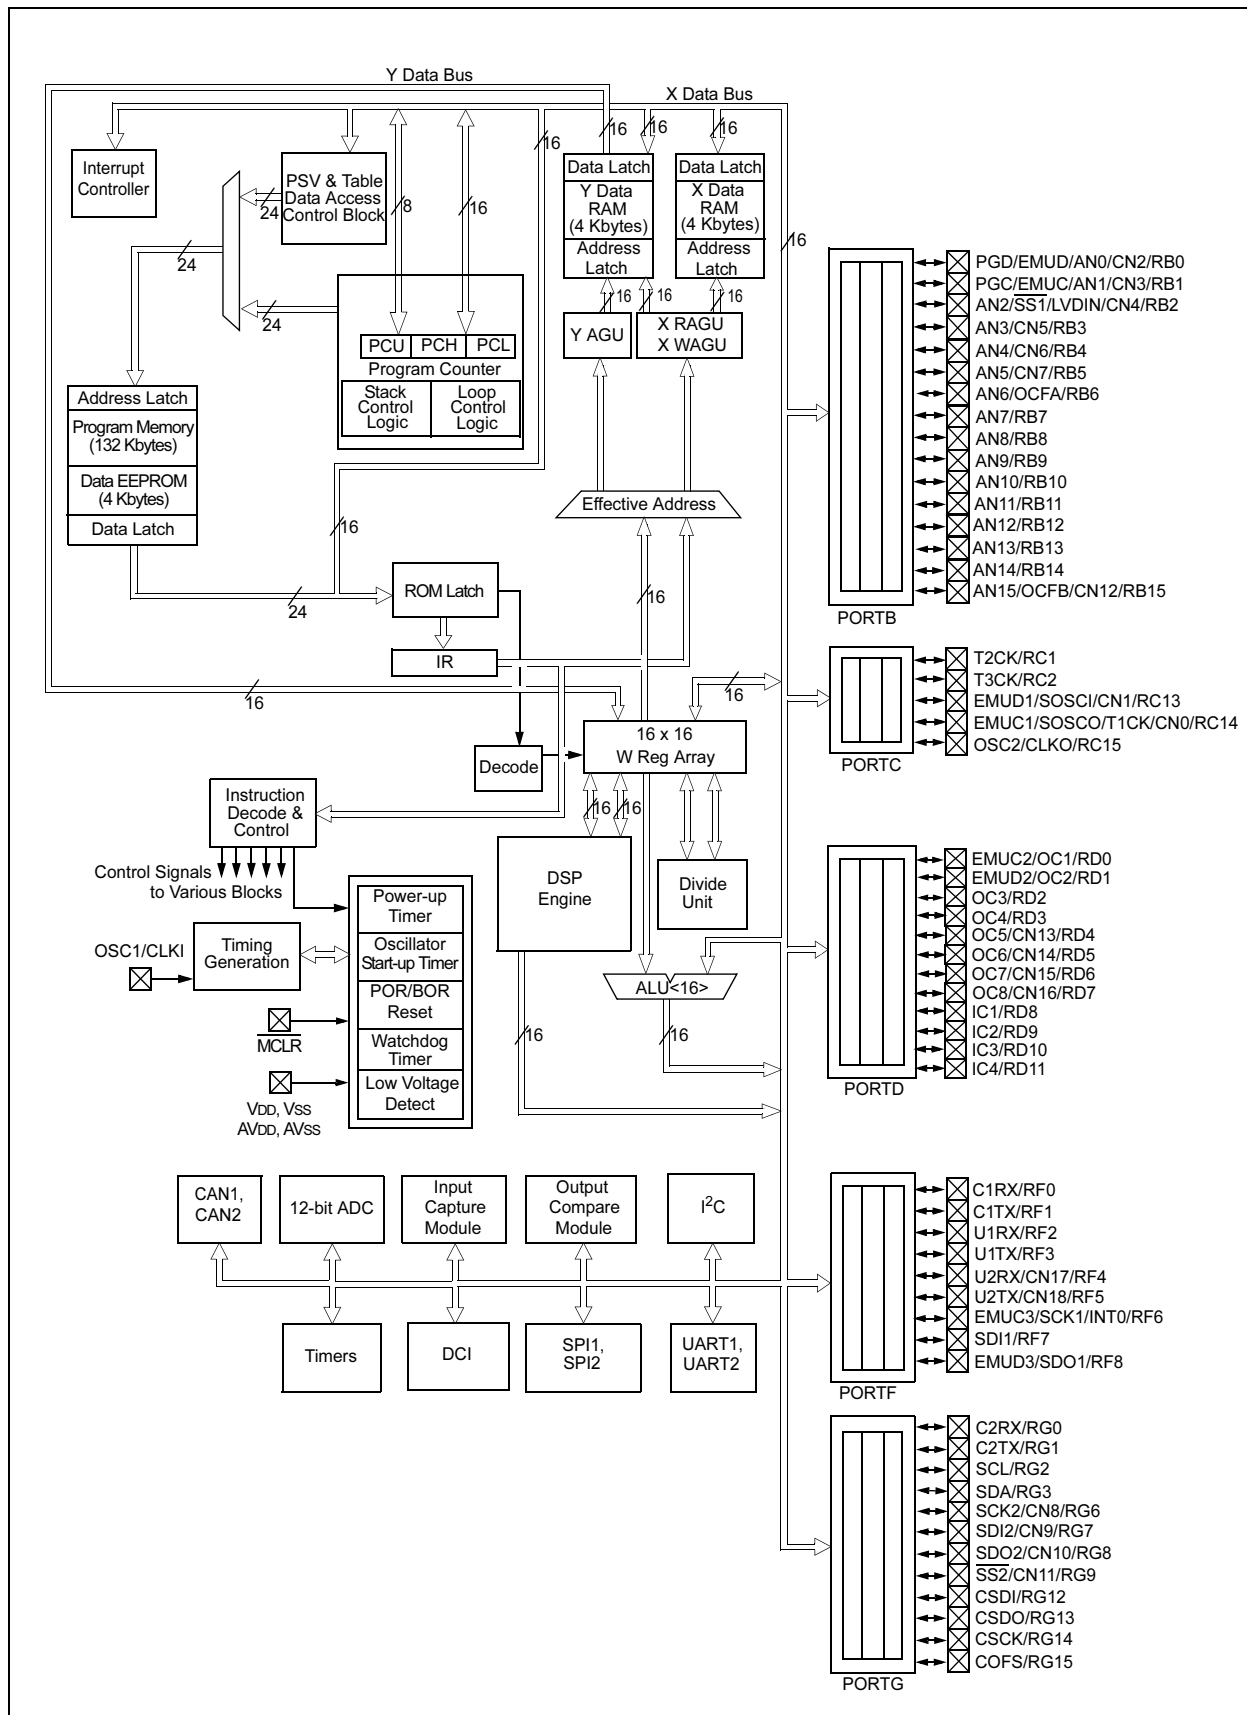 Y Data Bus
X Data Bus
16
16
16
16
Interrupt
Controller
PSV & Table
Data Access
Control Block
24
8
16
24
24
Data Latch
Y Data
RAM
(4 Kbytes)
Address
Latch
Data Latch
X Data
RAM
(4 Kbytes)
Address
Latch
16
16
16
16
Y AGU
X RAGU
X WAGU
PCU
PCH
PCL
Program Counter
Stack
Control
Logic
Loop
Control
Logic
Address Latch
Program Memory
(132 Kbytes)
Data EEPROM
(4 Kbytes)
Data Latch
Effective Address
16
24
ROM Latch
16
IR
16
16
16 x 16
W Reg Array
Decode
Instruction
Decode &
Control
16
16
Control Signals
to Various Blocks
DSP
Engine
Divide
Unit
Power-up
Timer
Oscillator
Start-up Timer
POR/BOR
Reset
Watchdog
Timer
Low Voltage
Detect
OSC1/CLKI
Timing
Generation
MCLR
VDD, VSS
AVDD, AVSS
ALU<16>
16
16
CAN1,
CAN2
12-bit ADC
Input
Capture
Module
Output
Compare
Module
I²C
Timers
DCI
SPI1,
SPI2
UART1,
UART2
PGD/EMUD/AN0/CN2/RB0
PGC/EMUC/AN1/CN3/RB1
AN2/SS1/LVDIN/CN4/RB2
AN3/CN5/RB3
AN4/CN6/RB4
AN5/CN7/RB5
AN6/OCFA/RB6
AN7/RB7
AN8/RB8
AN9/RB9
AN10/RB10
AN11/RB11
AN12/RB12
AN13/RB13
AN14/RB14
AN15/OCFB/CN12/RB15
PORTB
T2CK/RC1
T3CK/RC2
EMUD1/SOSCI/CN1/RC13
EMUC1/SOSCO/T1CK/CN0/RC14
OSC2/CLKO/RC15
PORTC
EMUC2/OC1/RD0
EMUD2/OC2/RD1
OC3/RD2
OC4/RD3
OC5/CN13/RD4
OC6/CN14/RD5
OC7/CN15/RD6
OC8/CN16/RD7
IC1/RD8
IC2/RD9
IC3/RD10
IC4/RD11
PORTD
C1RX/RF0
C1TX/RF1
U1RX/RF2
U1TX/RF3
U2RX/CN17/RF4
U2TX/CN18/RF5
EMUC3/SCK1/INT0/RF6
SDI1/RF7
EMUD3/SDO1/RF8
PORTF
C2RX/RG0
C2TX/RG1
SCL/RG2
SDA/RG3
SCK2/CN8/RG6
SDI2/CN9/RG7
SDO2/CN10/RG8
SS2/CN11/RG9
CSDI/RG12
CSDO/RG13
CSCK/RG14
COFS/RG15
PORTG
16